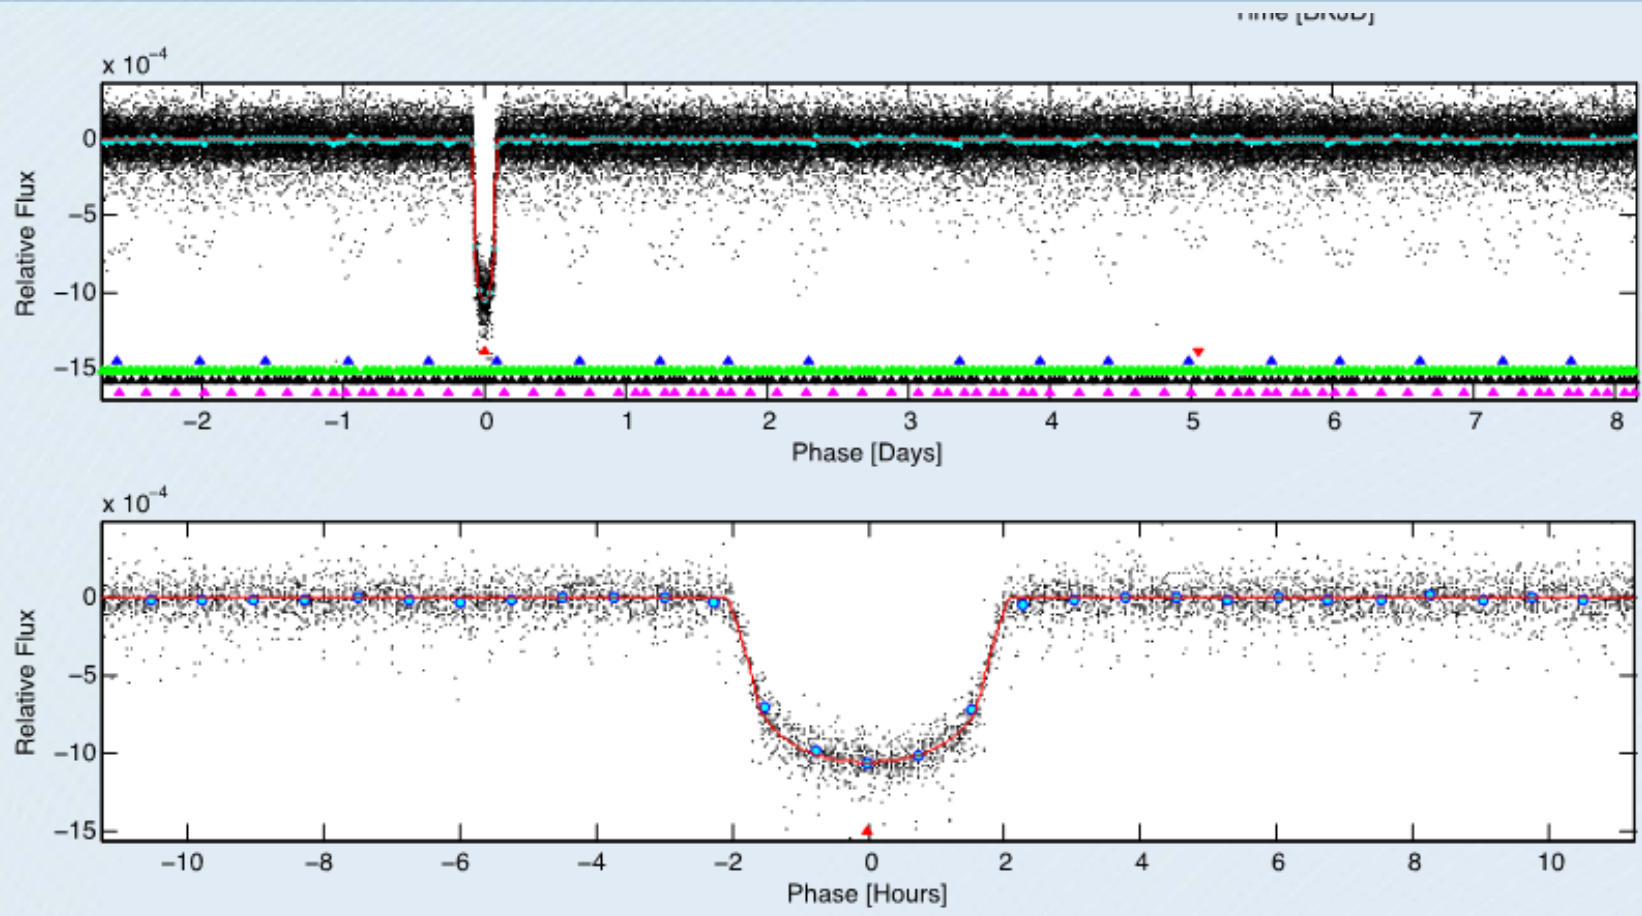 x 10⁻⁴
0
−5
−10
−15
Relative Flux
−2 −1 0 1 2 3 4 5 6 7 8
Phase [Days]
x 10⁻⁴
0
−5
−10
−15
Relative Flux
−10 −8 −6 −4 −2 0 2 4 6 8 10
Phase [Hours]